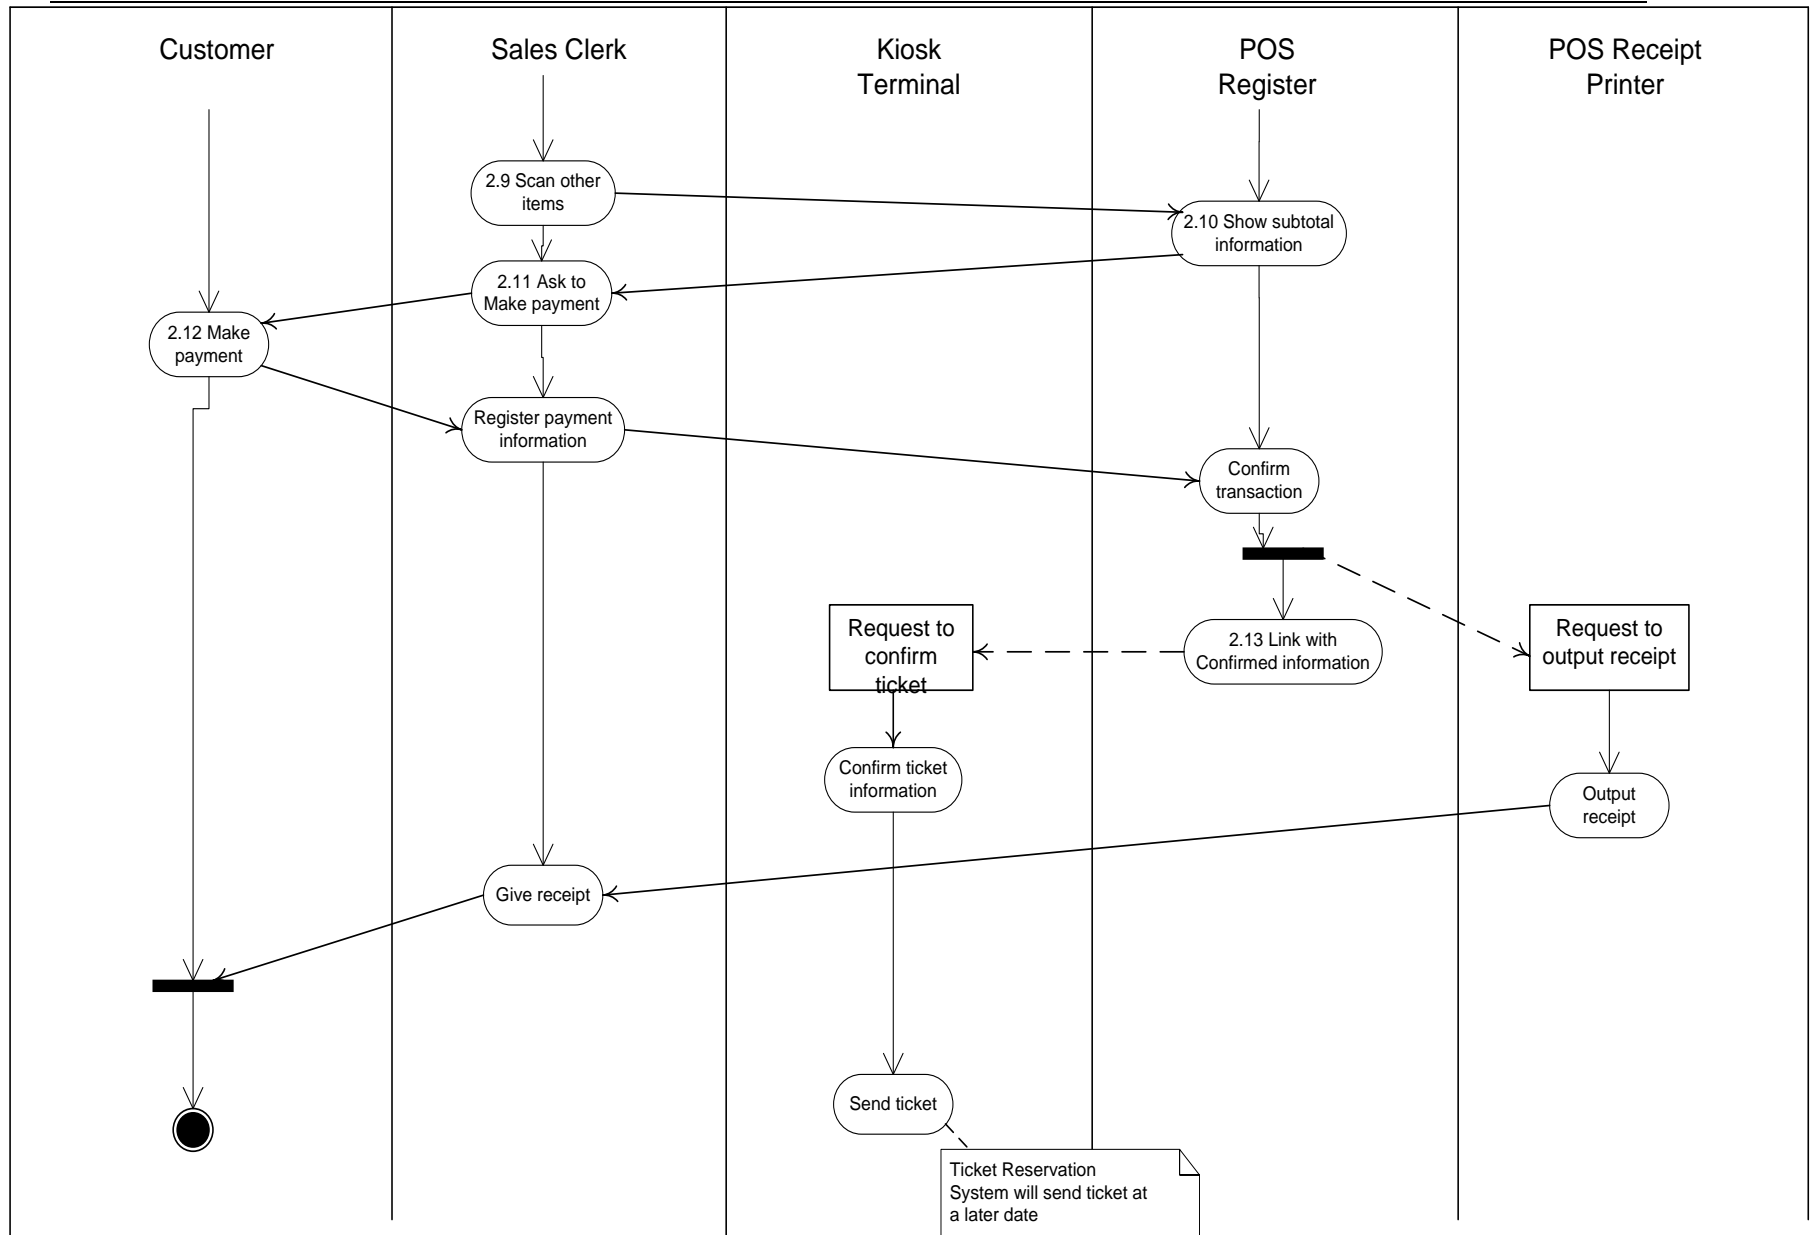 Customer
Sales Clerk
Kiosk
Terminal
POS
Register
POS Receipt
Printer
2.9 Scan other
items
2.10 Show subtotal
information
2.11 Ask to
Make payment
2.12 Make
payment
Register payment
information
Confirm
transaction
Request to
confirm
ticket
2.13 Link with
Confirmed information
Request to
output receipt
Confirm ticket
information
Output
receipt
Give receipt
Send ticket
Ticket Reservation
System will send ticket at
a later date